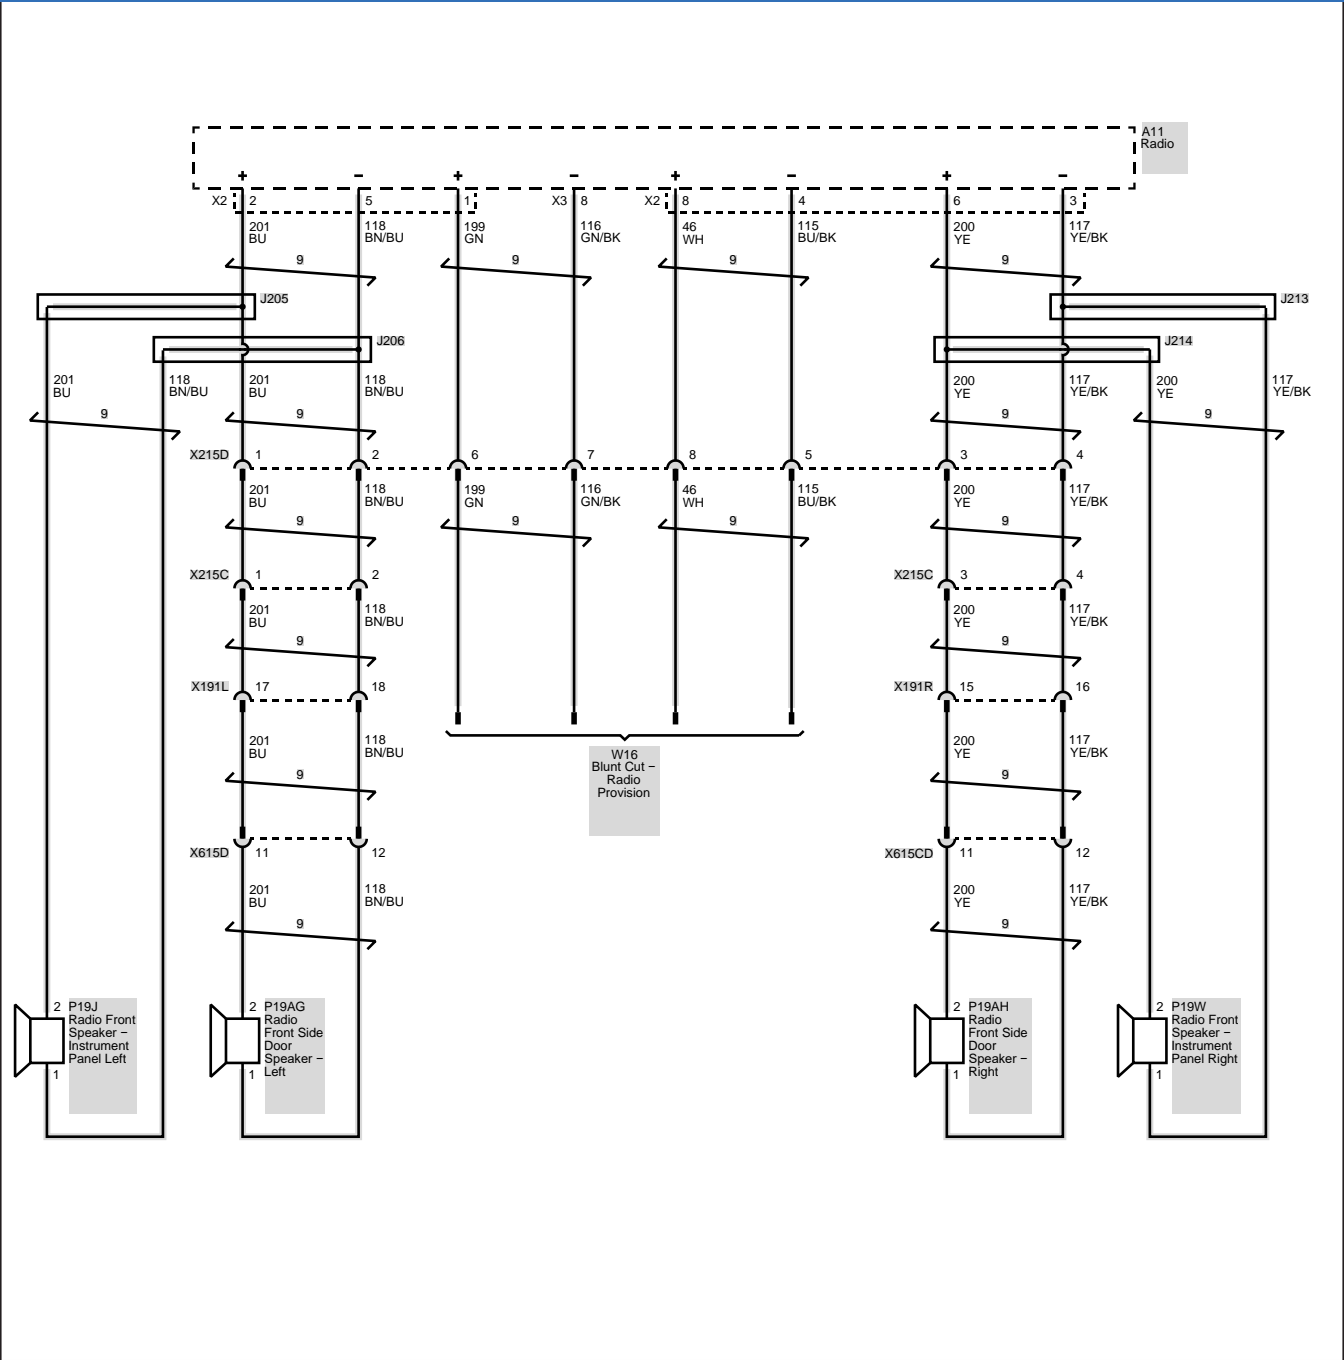 A11
Radio
+ − + − + − + −
X2 2 5 1 X3 8 X2 8 4 6 3
201 118 199 116 46 115 200 117
BU BN/BU GN GN/BK WH BU/BK YE YE/BK
9 9 9 9
J205 J213
J206 J214
201 118 201 118 200 117 200 117
BU BN/BU BU BN/BU YE YE/BK YE YE/BK
9 9 9 9
X215D 1 2 6 7 8 5 3 4
201 118 199 116 46 115 200 117
BU BN/BU GN GN/BK WH BU/BK YE YE/BK
9 9 9 9
X215C 1 2 X215C 3 4
201 118 200 117
BU BN/BU YE YE/BK
9 9
X191L 17 18 X191R 15 16
201 118 200 117
BU BN/BU YE YE/BK
W16
Blunt Cut −
Radio
Provision
9 9
X615D 11 12 X615CD 11 12
201 118 200 117
BU BN/BU YE YE/BK
9 9
2 P19J
Radio Front
Speaker −
Instrument
Panel Left
1
2 P19AG
Radio
Front Side
Door
Speaker −
Left
1
2 P19AH
Radio
Front Side
Door
Speaker −
Right
1
2 P19W
Radio Front
Speaker −
Instrument
Panel Right
1